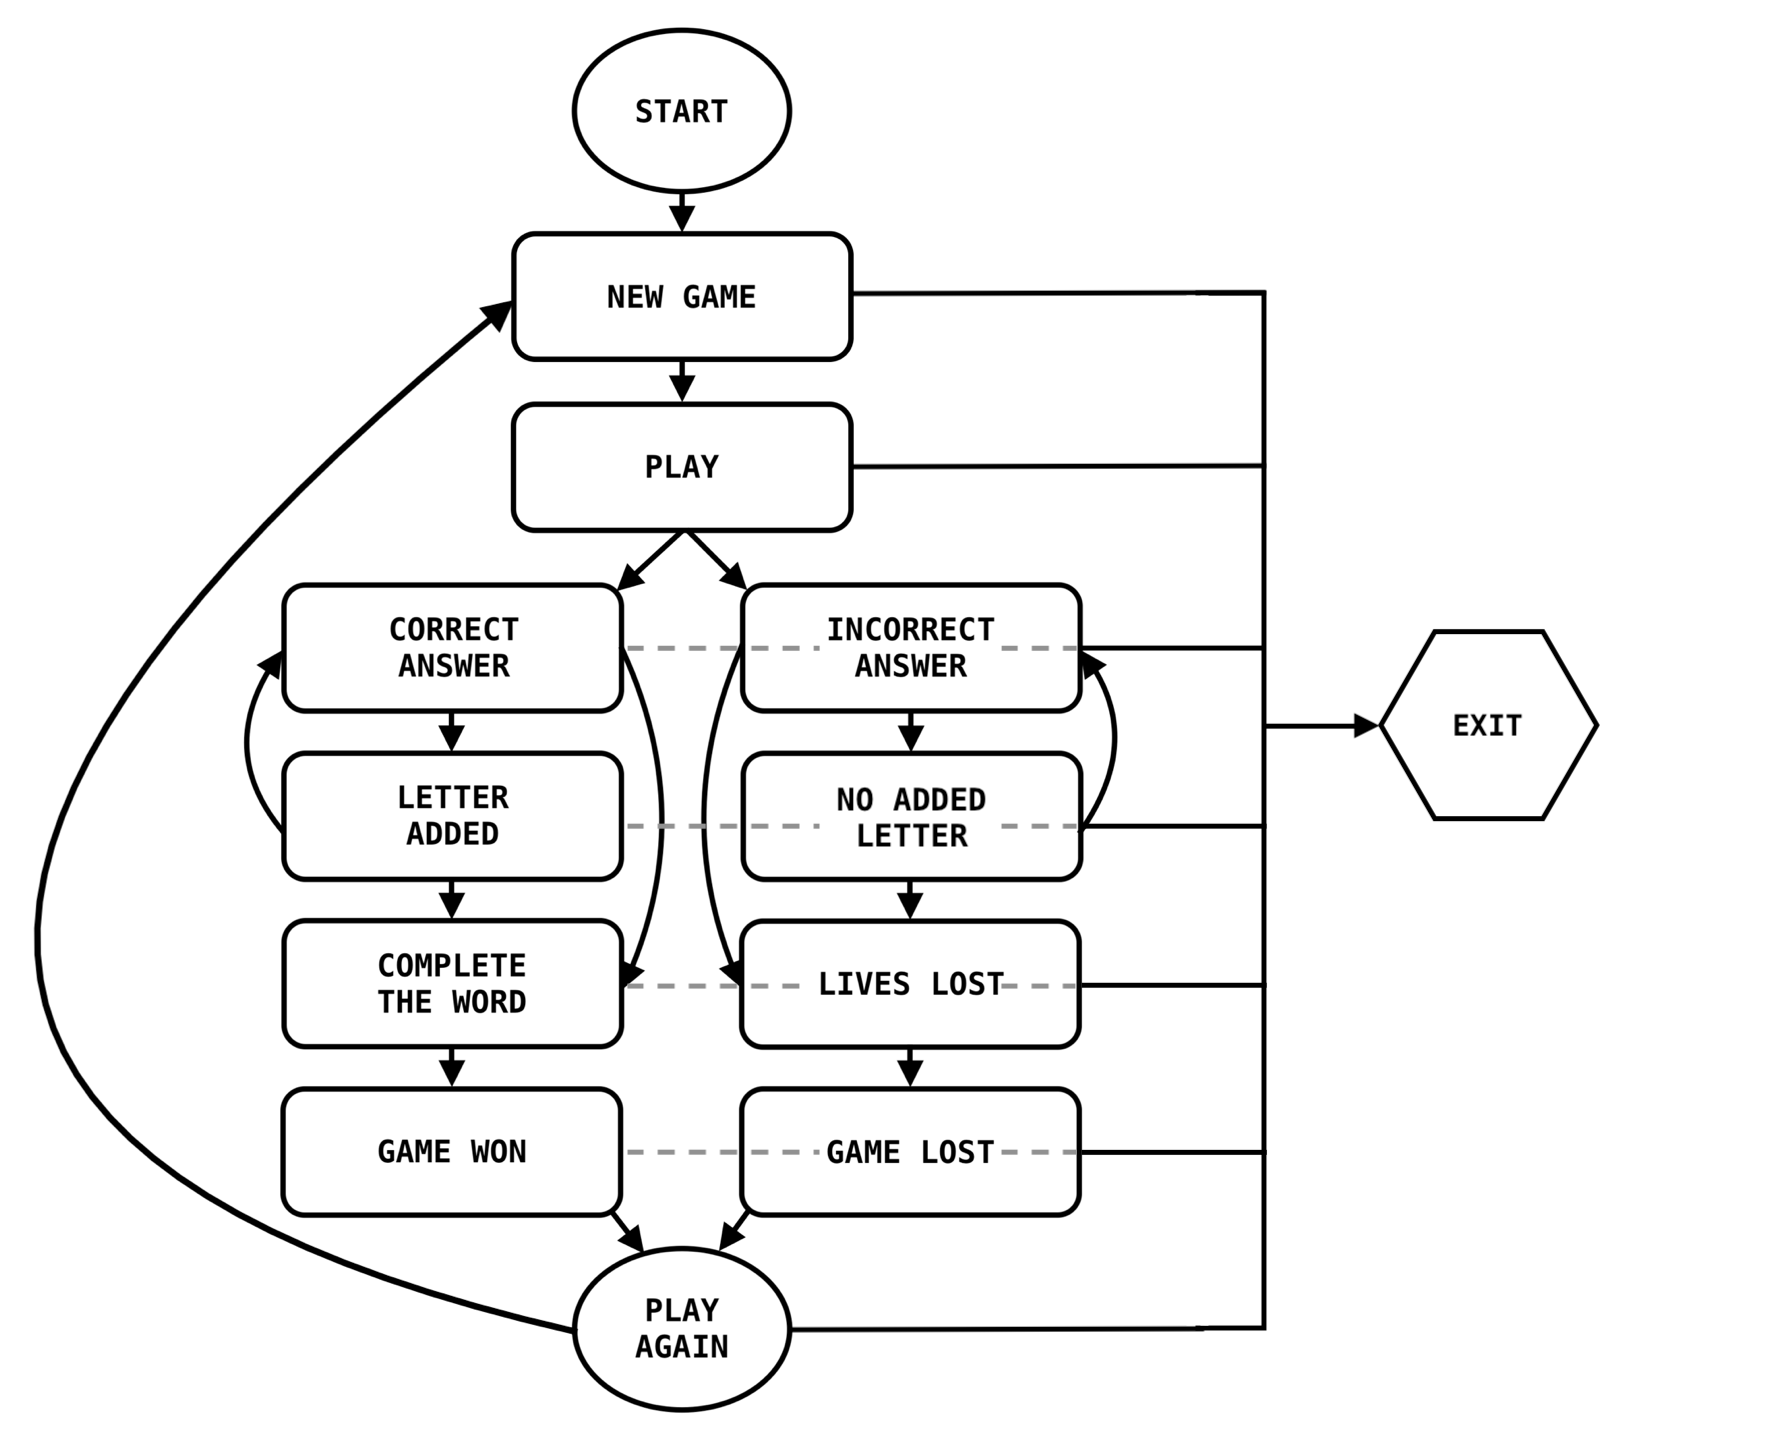 START
NEW GAME
PLAY
CORRECT
ANSWER
INCORRECT
ANSWER
LETTER
ADDED
NO ADDED
LETTER
COMPLETE
THE WORD
LIVES LOST
GAME WON
GAME LOST
PLAY
AGAIN
EXIT